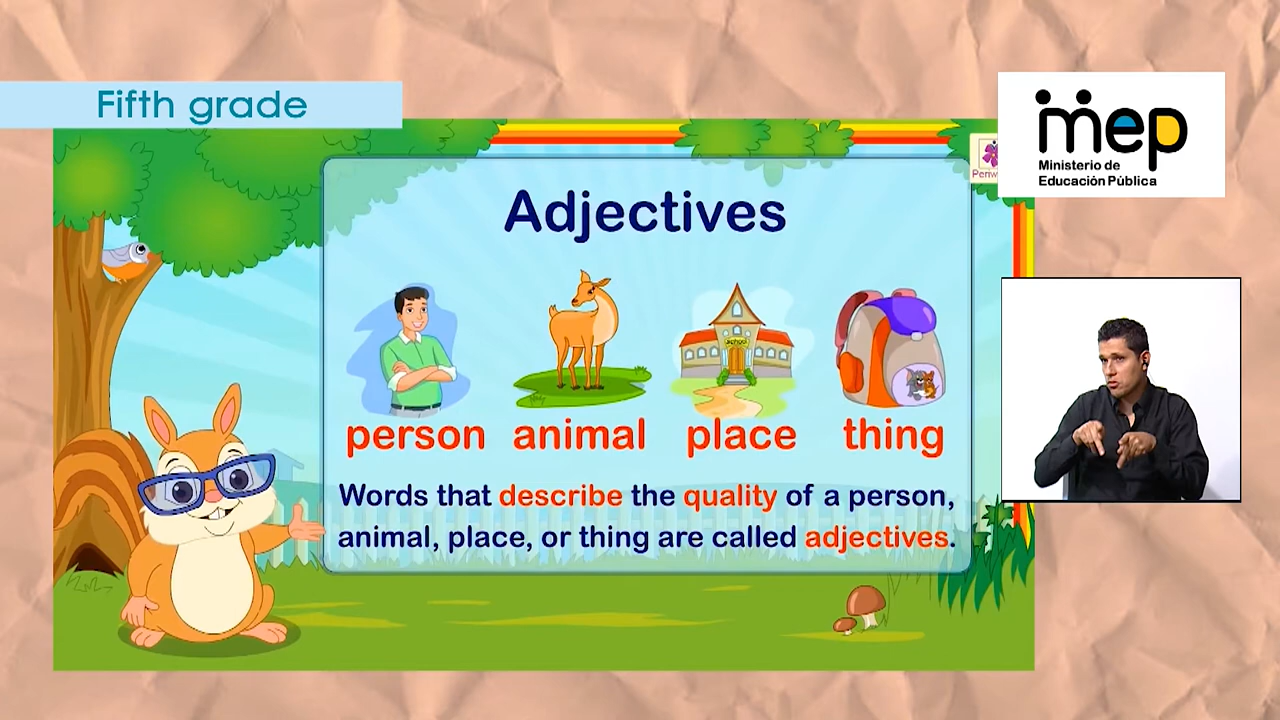 Fifth grade
mep
Ministerio de
Educación Pública
Adjectives
School
person animal place thing
Words that describe the quality of a person,
animal, place, or thing are called adjectives.